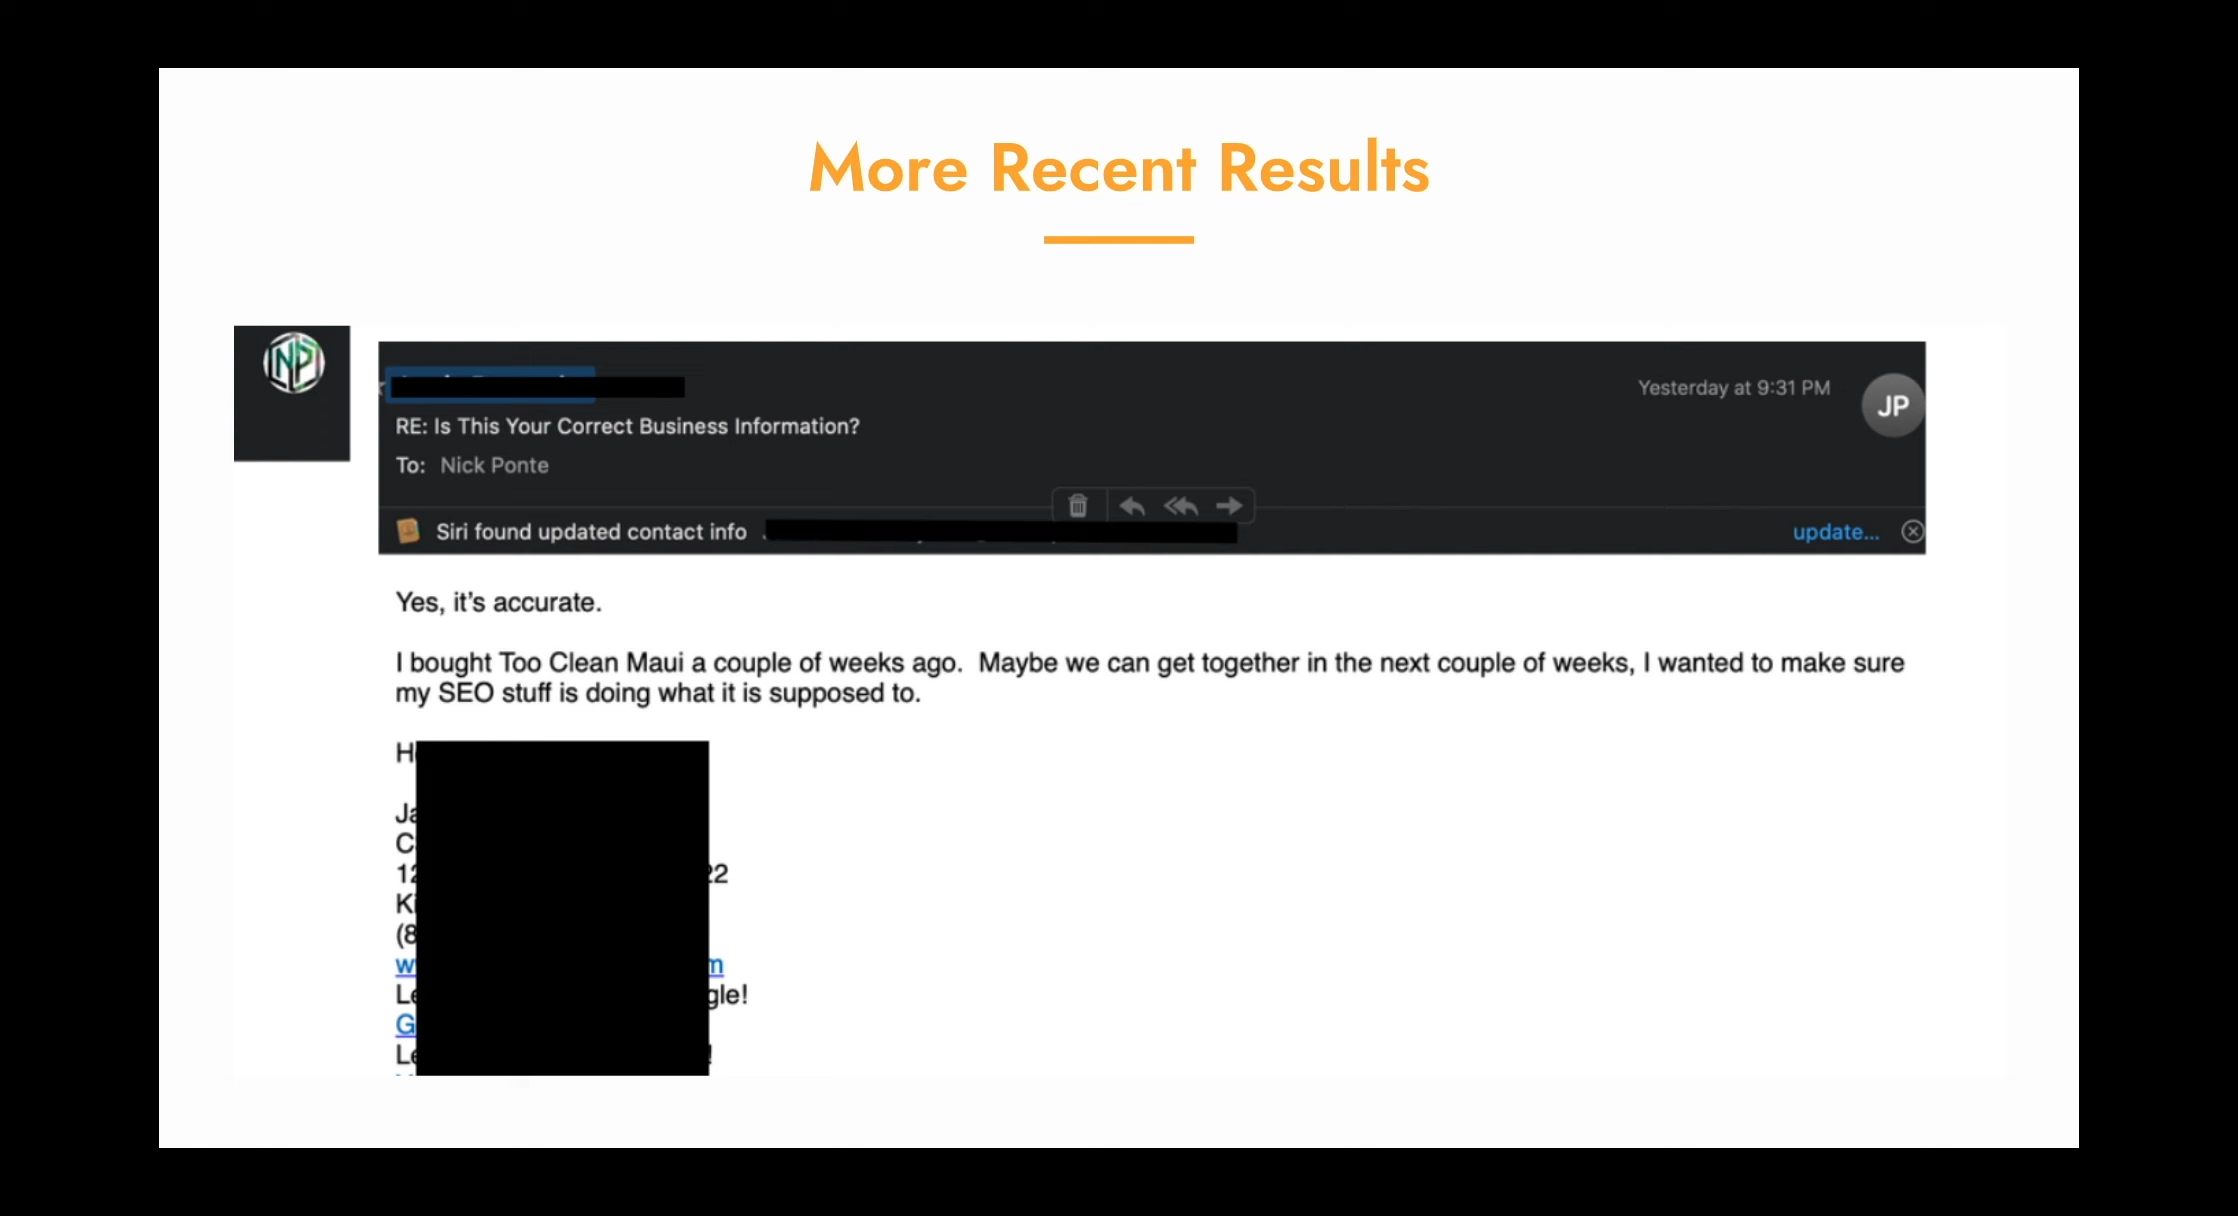 More Recent Results
NP
Yesterday at 9:31 PM
JP
RE: Is This Your Correct Business Information?
To: Nick Ponte
Siri found updated contact info
update...
Yes, it's accurate.
I bought Too Clean Maui a couple of weeks ago. Maybe we can get together in the next couple of weeks, I wanted to make sure
my SEO stuff is doing what it is supposed to.